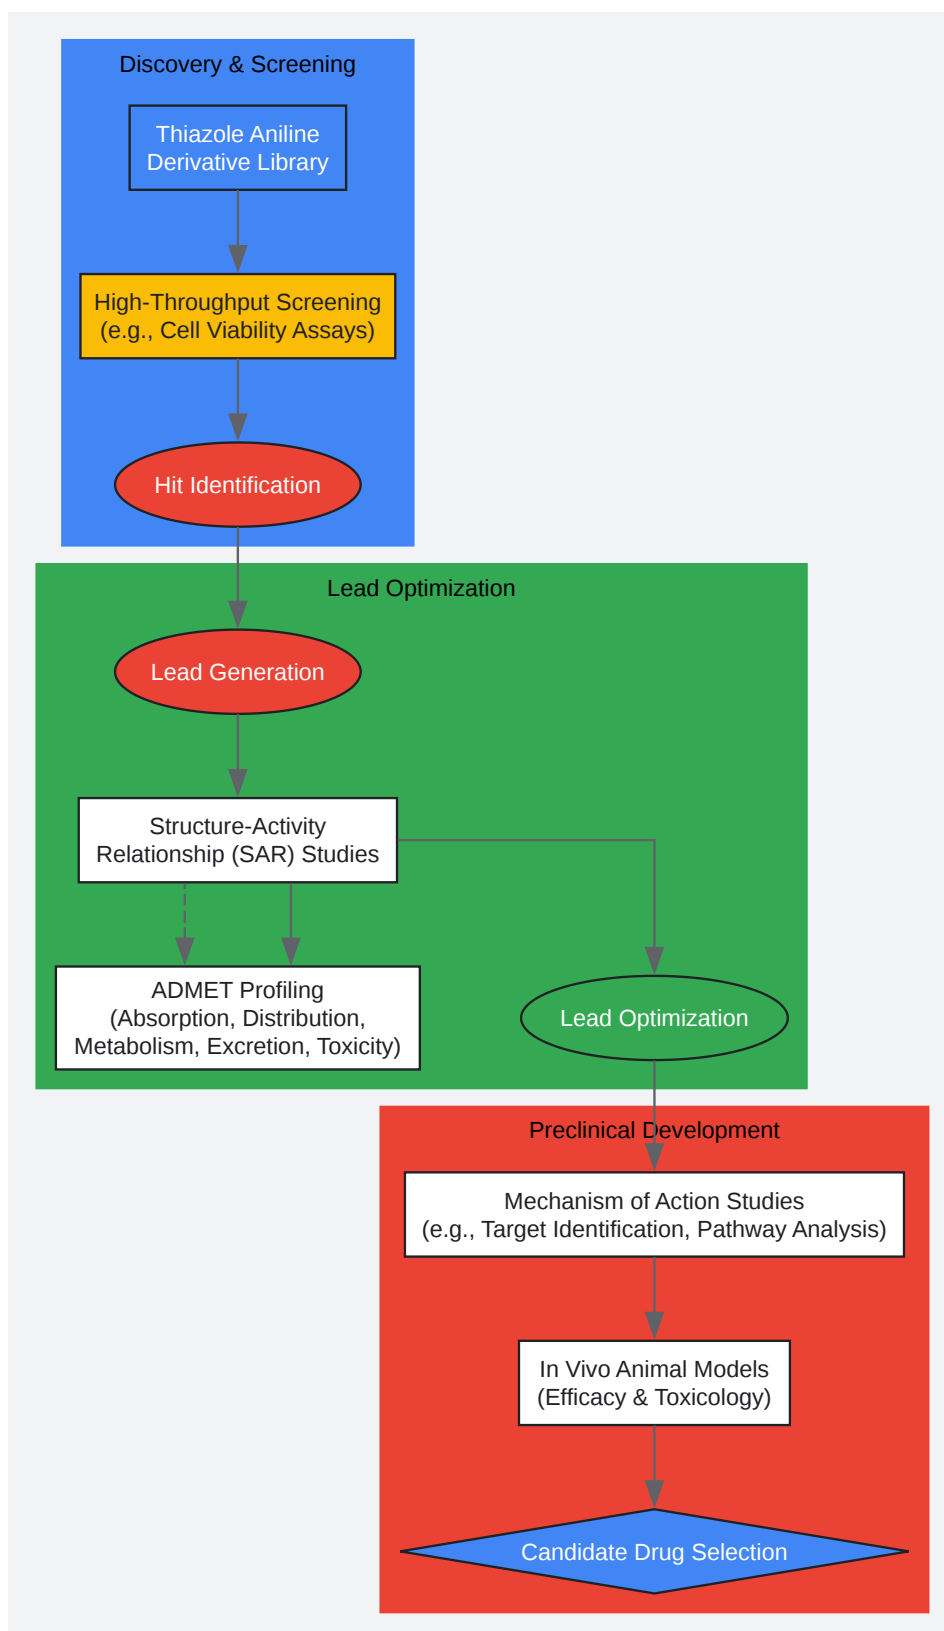 Discovery & Screening
Thiazole Aniline
Derivative Library
High-Throughput Screening
(e.g., Cell Viability Assays)
Hit Identification
Lead Optimization
Lead Generation
Structure-Activity
Relationship (SAR) Studies
ADMET Profiling
(Absorption, Distribution,
Metabolism, Excretion, Toxicity)
Lead Optimization
Preclinical Development
Mechanism of Action Studies
(e.g., Target Identification, Pathway Analysis)
In Vivo Animal Models
(Efficacy & Toxicology)
Candidate Drug Selection